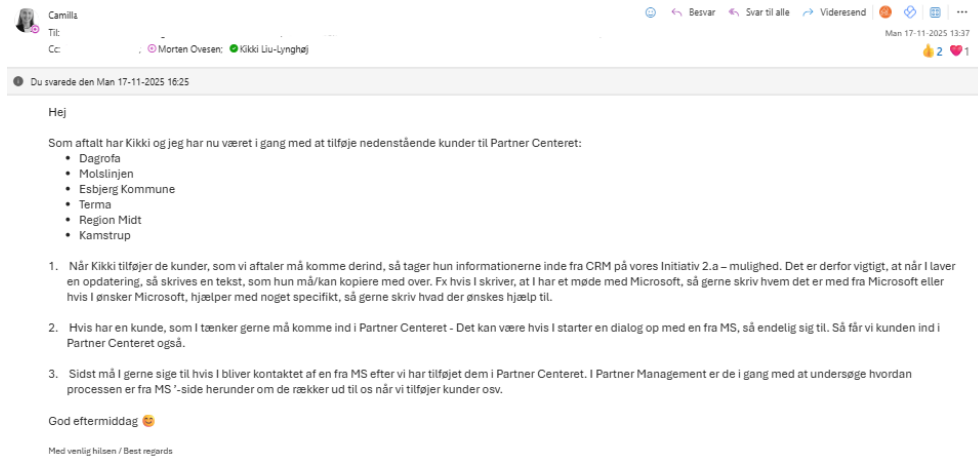 Camilla
Besvar Svar til alle Videresend
Til:
Man 17-11-2025 13:37
Cc: Morten Ovesen; Kikki Liu-Lynghøj
2 1
Du svarede den Man 17-11-2025 16:25
Hej
Som aftalt har Kikki og jeg har nu været i gang med at tilføje nedenstående kunder til Partner Centeret:
• Dagrofa
• Molslinjen
• Esbjerg Kommune
• Terma
• Region Midt
• Kamstrup
1. Når Kikki tilføjer de kunder, som vi aftaler må komme derind, så tager hun informationerne inde fra CRM på vores Initiativ 2.a – mulighed. Det er derfor vigtigt, at når I laver
en opdatering, så skrives en tekst, som hun må/kan kopiere med over. Fx hvis I skriver, at I har et møde med Microsoft, så gerne skriv hvem det er med fra Microsoft eller
hvis I ønsker Microsoft, hjælper med noget specifikt, så gerne skriv hvad der ønskes hjælp til.
2. Hvis har en kunde, som I tænker gerne må komme ind i Partner Centeret - Det kan være hvis I starter en dialog op med en fra MS, så endelig sig til. Så får vi kunden ind i
Partner Centeret også.
3. Sidst må I gerne sige til hvis I bliver kontaktet af en fra MS efter vi har tilføjet dem i Partner Centeret. I Partner Management er de i gang med at undersøge hvordan
processen er fra MS ’-side herunder om de rækker ud til os når vi tilføjer kunder osv.
God eftermiddag 😊
Med venlig hilsen / Best regards